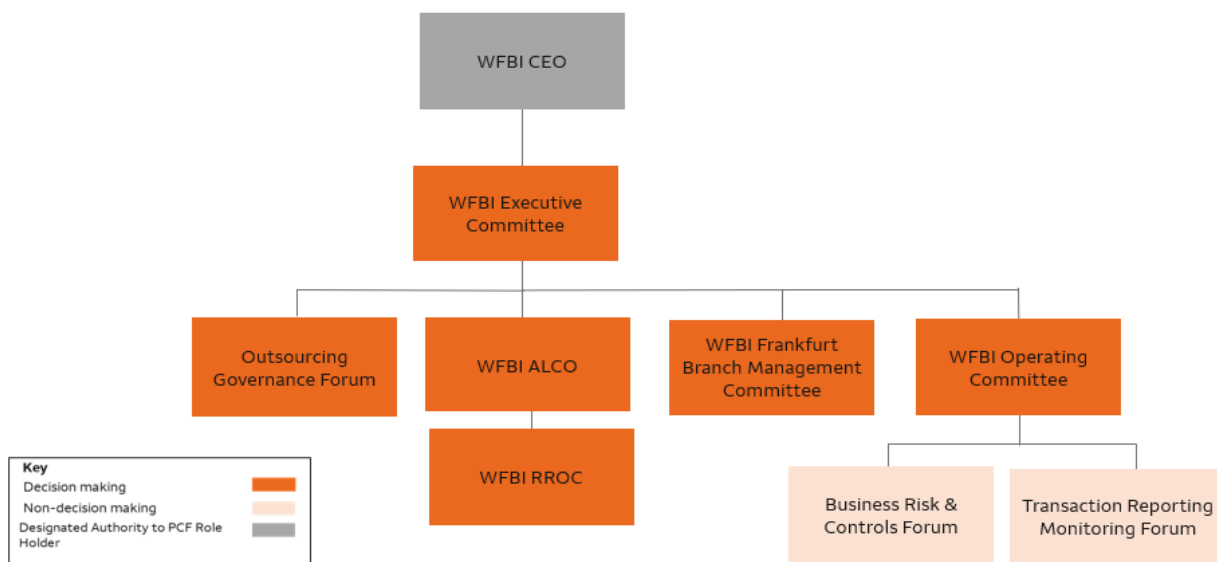 WFBI CEO
WFBI Executive
Committee
Outsourcing
Governance Forum
WFBI ALCO
WFBI Frankfurt
Branch Management
Committee
WFBI Operating
Committee
WFBI RROC
Business Risk &
Controls Forum
Transaction Reporting
Monitoring Forum
Key
Decision making
Non-decision making
Designated Authority to PCF Role
Holder